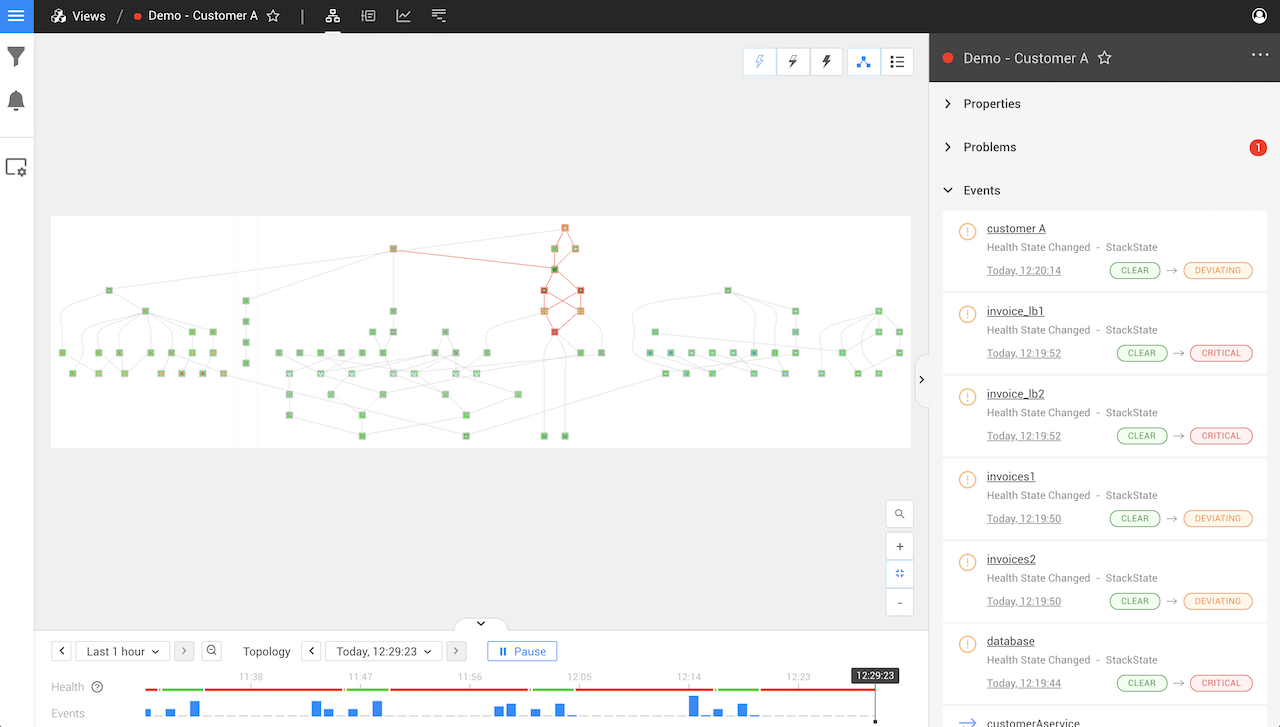 Views / Demo - Customer A
Demo - Customer A
Properties
Problems 1
Events
customer A
Health State Changed - StackState
Today, 12:20:14 CLEAR → DEVIATING
invoice_lb1
Health State Changed - StackState
Today, 12:19:52 CLEAR → CRITICAL
invoice_lb2
Health State Changed - StackState
Today, 12:19:52 CLEAR → CRITICAL
invoices1
Health State Changed - StackState
Today, 12:19:50 CLEAR → DEVIATING
invoices2
Health State Changed - StackState
Today, 12:19:50 CLEAR → DEVIATING
database
Health State Changed - StackState
Today, 12:19:44 CLEAR → CRITICAL
customerAservice
+
-
Last 1 hour Topology Today, 12:29:23 Pause
11:38 11:47 11:56 12:05 12:14 12:23 12:29:23
Health ?
Events